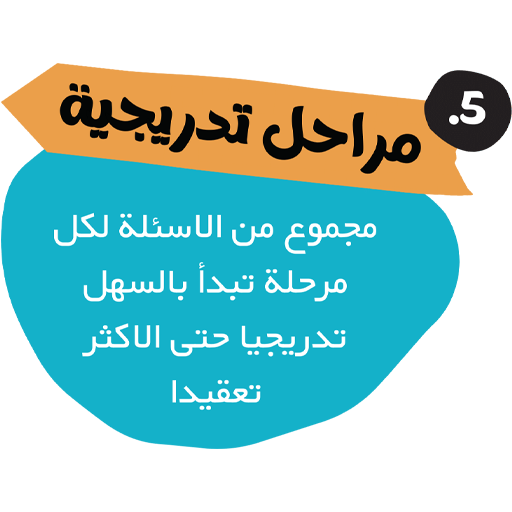 5.
مراحل تدريجية
مجموع من الاسئلة لكل
مرحلة تبدأ بالسهل
تدريجيا حتى الاكثر
تعقيدا